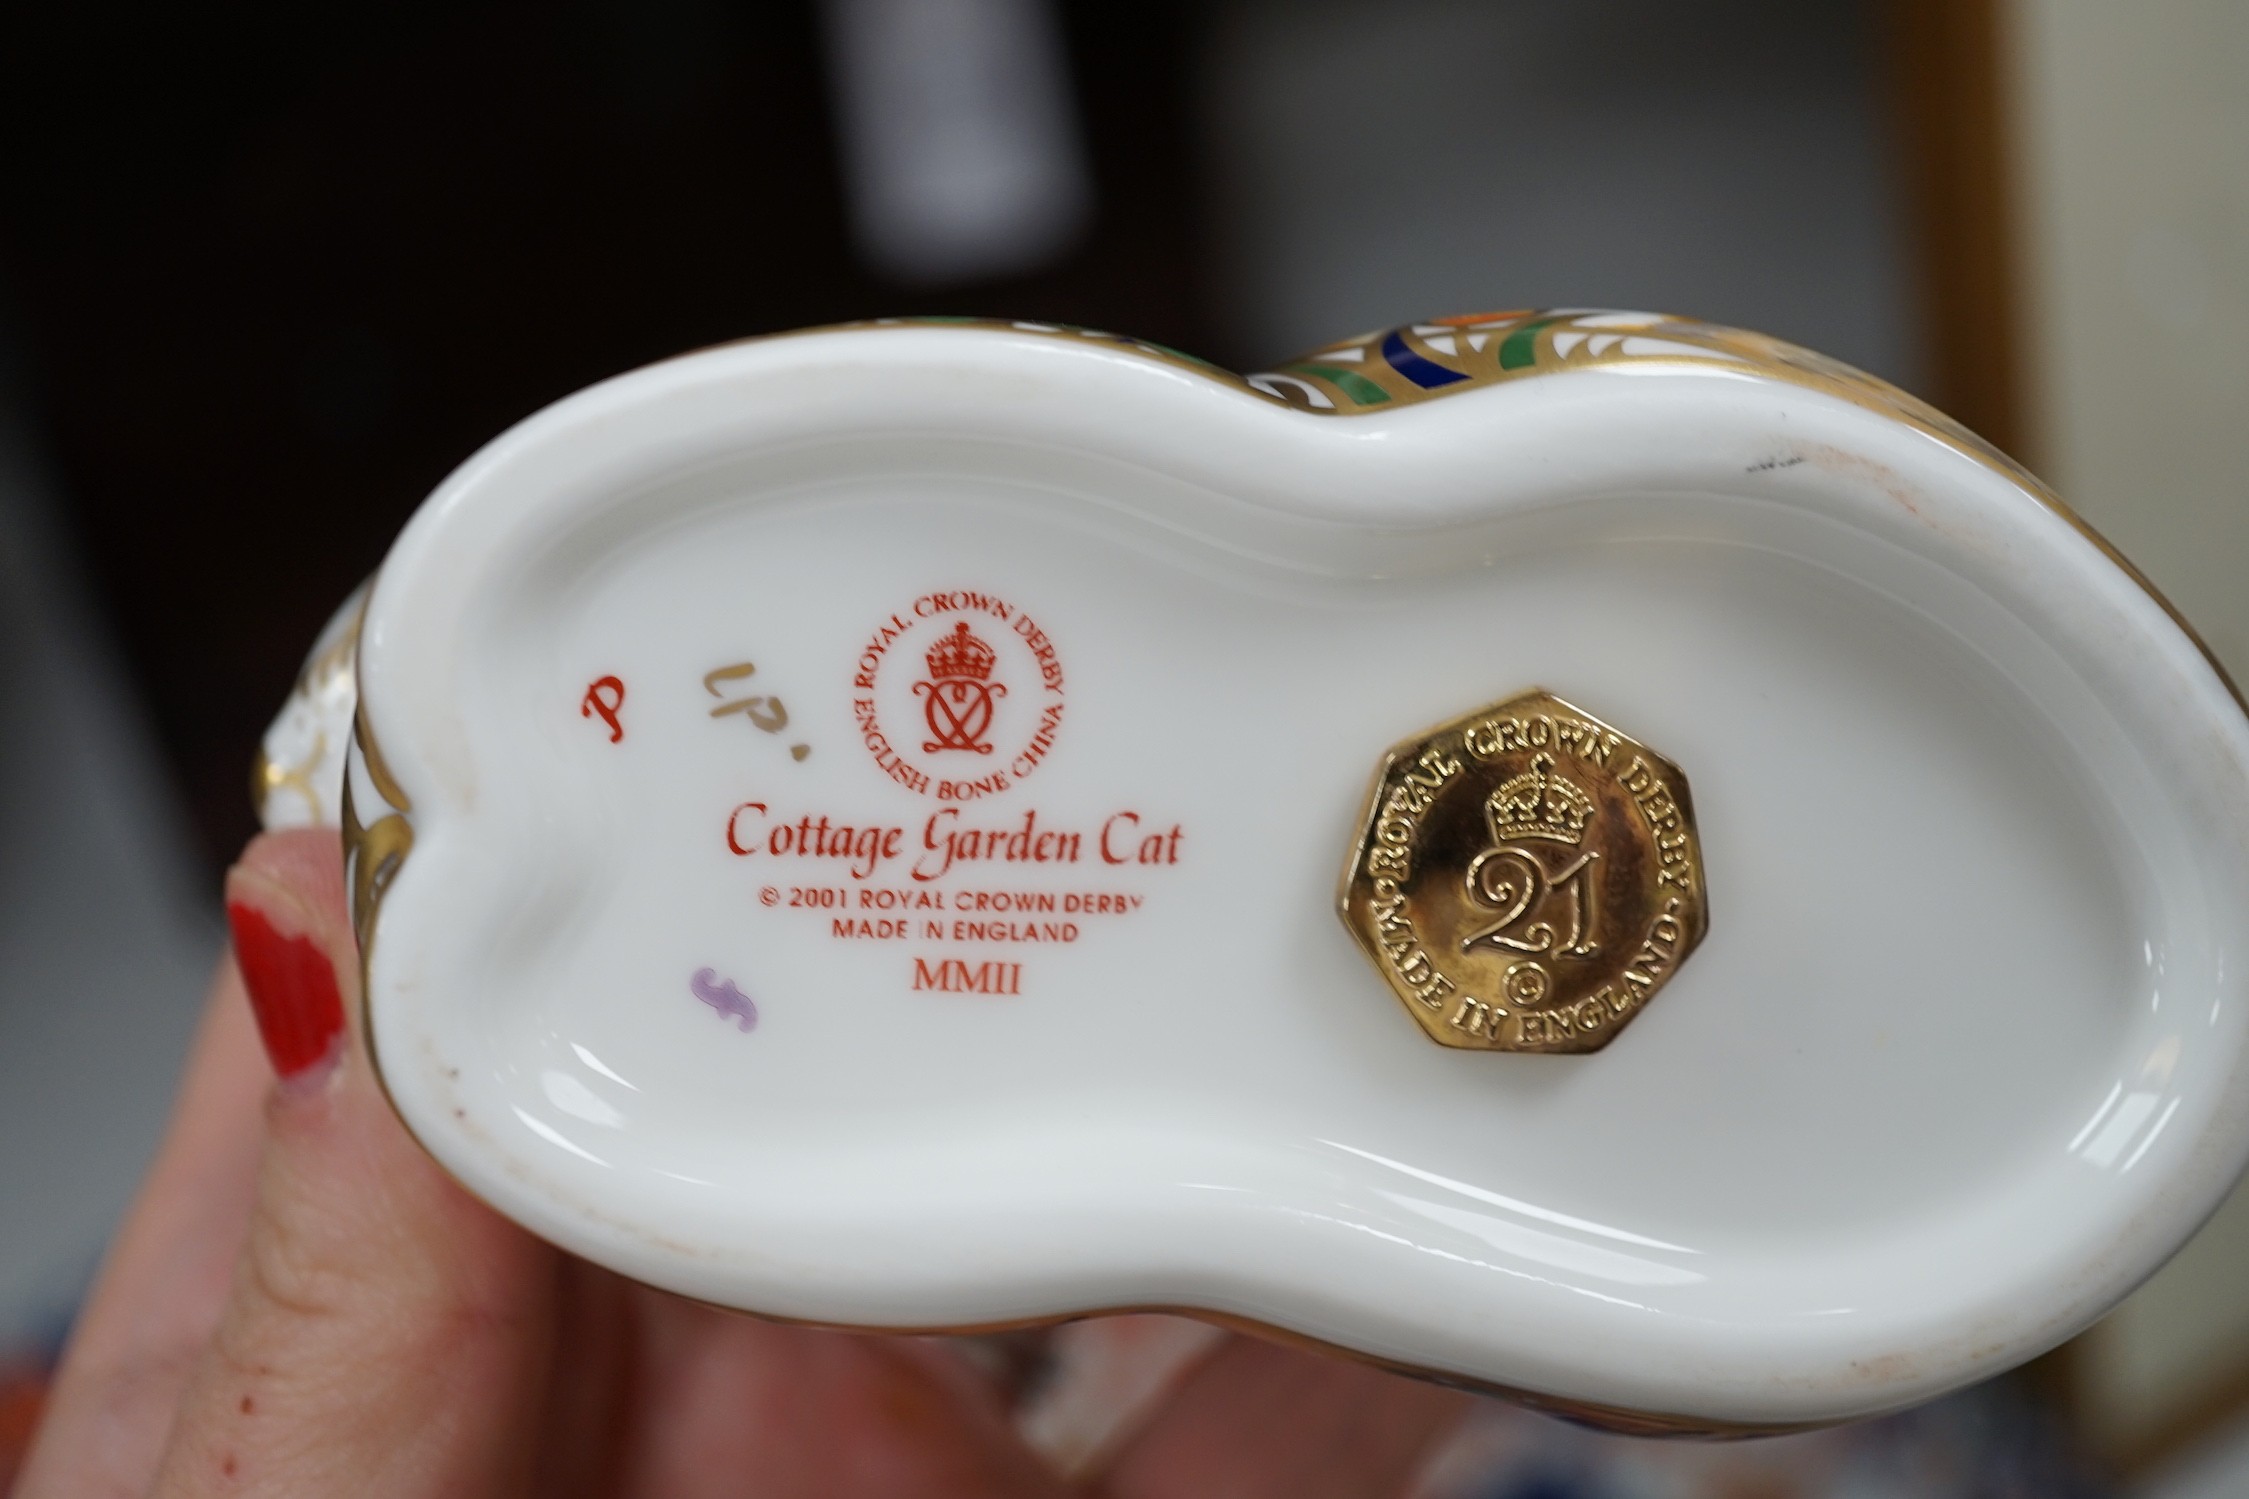 ROYAL CROWN DERBY
ENGLISH BONE CHINA
P
LP.
Cottage Garden Cat
© 2001 ROYAL CROWN DERBY
MADE IN ENGLAND
MMII
ROYAL CROWN DERBY
21
©
MADE IN ENGLAND